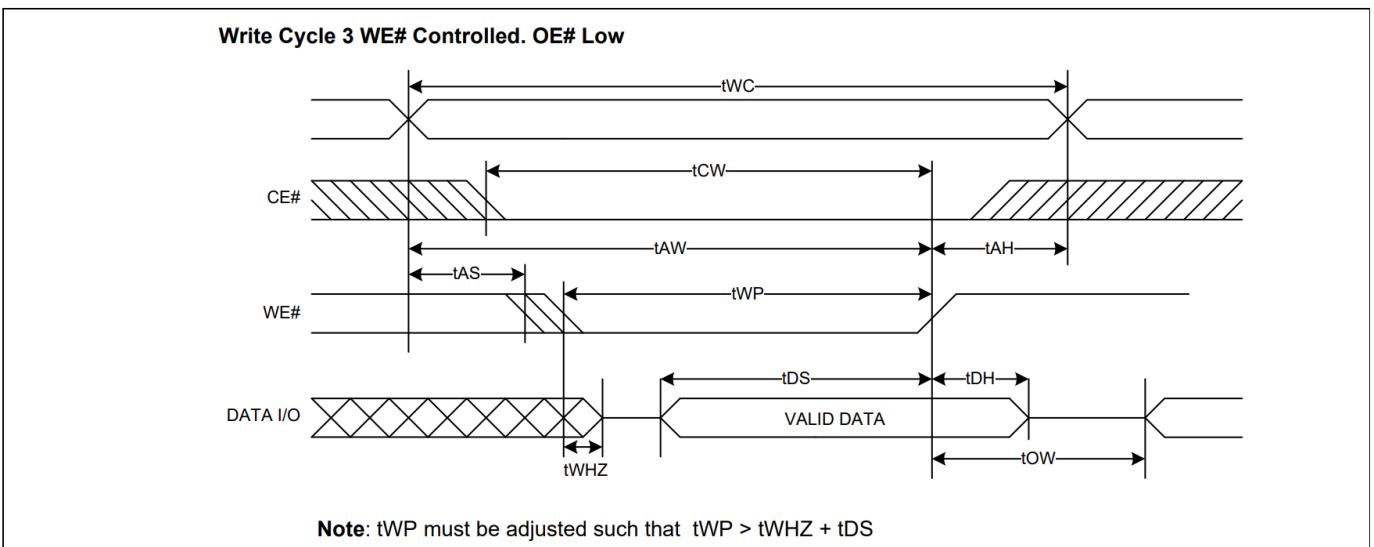 Write Cycle 3 WE# Controlled. OE# Low
tWC
tCW
CE#
tAW
tAH
tAS
tWP
WE#
tDS
tDH
DATA I/O
VALID DATA
tWHZ
tOW
Note: tWP must be adjusted such that tWP > tWHZ + tDS